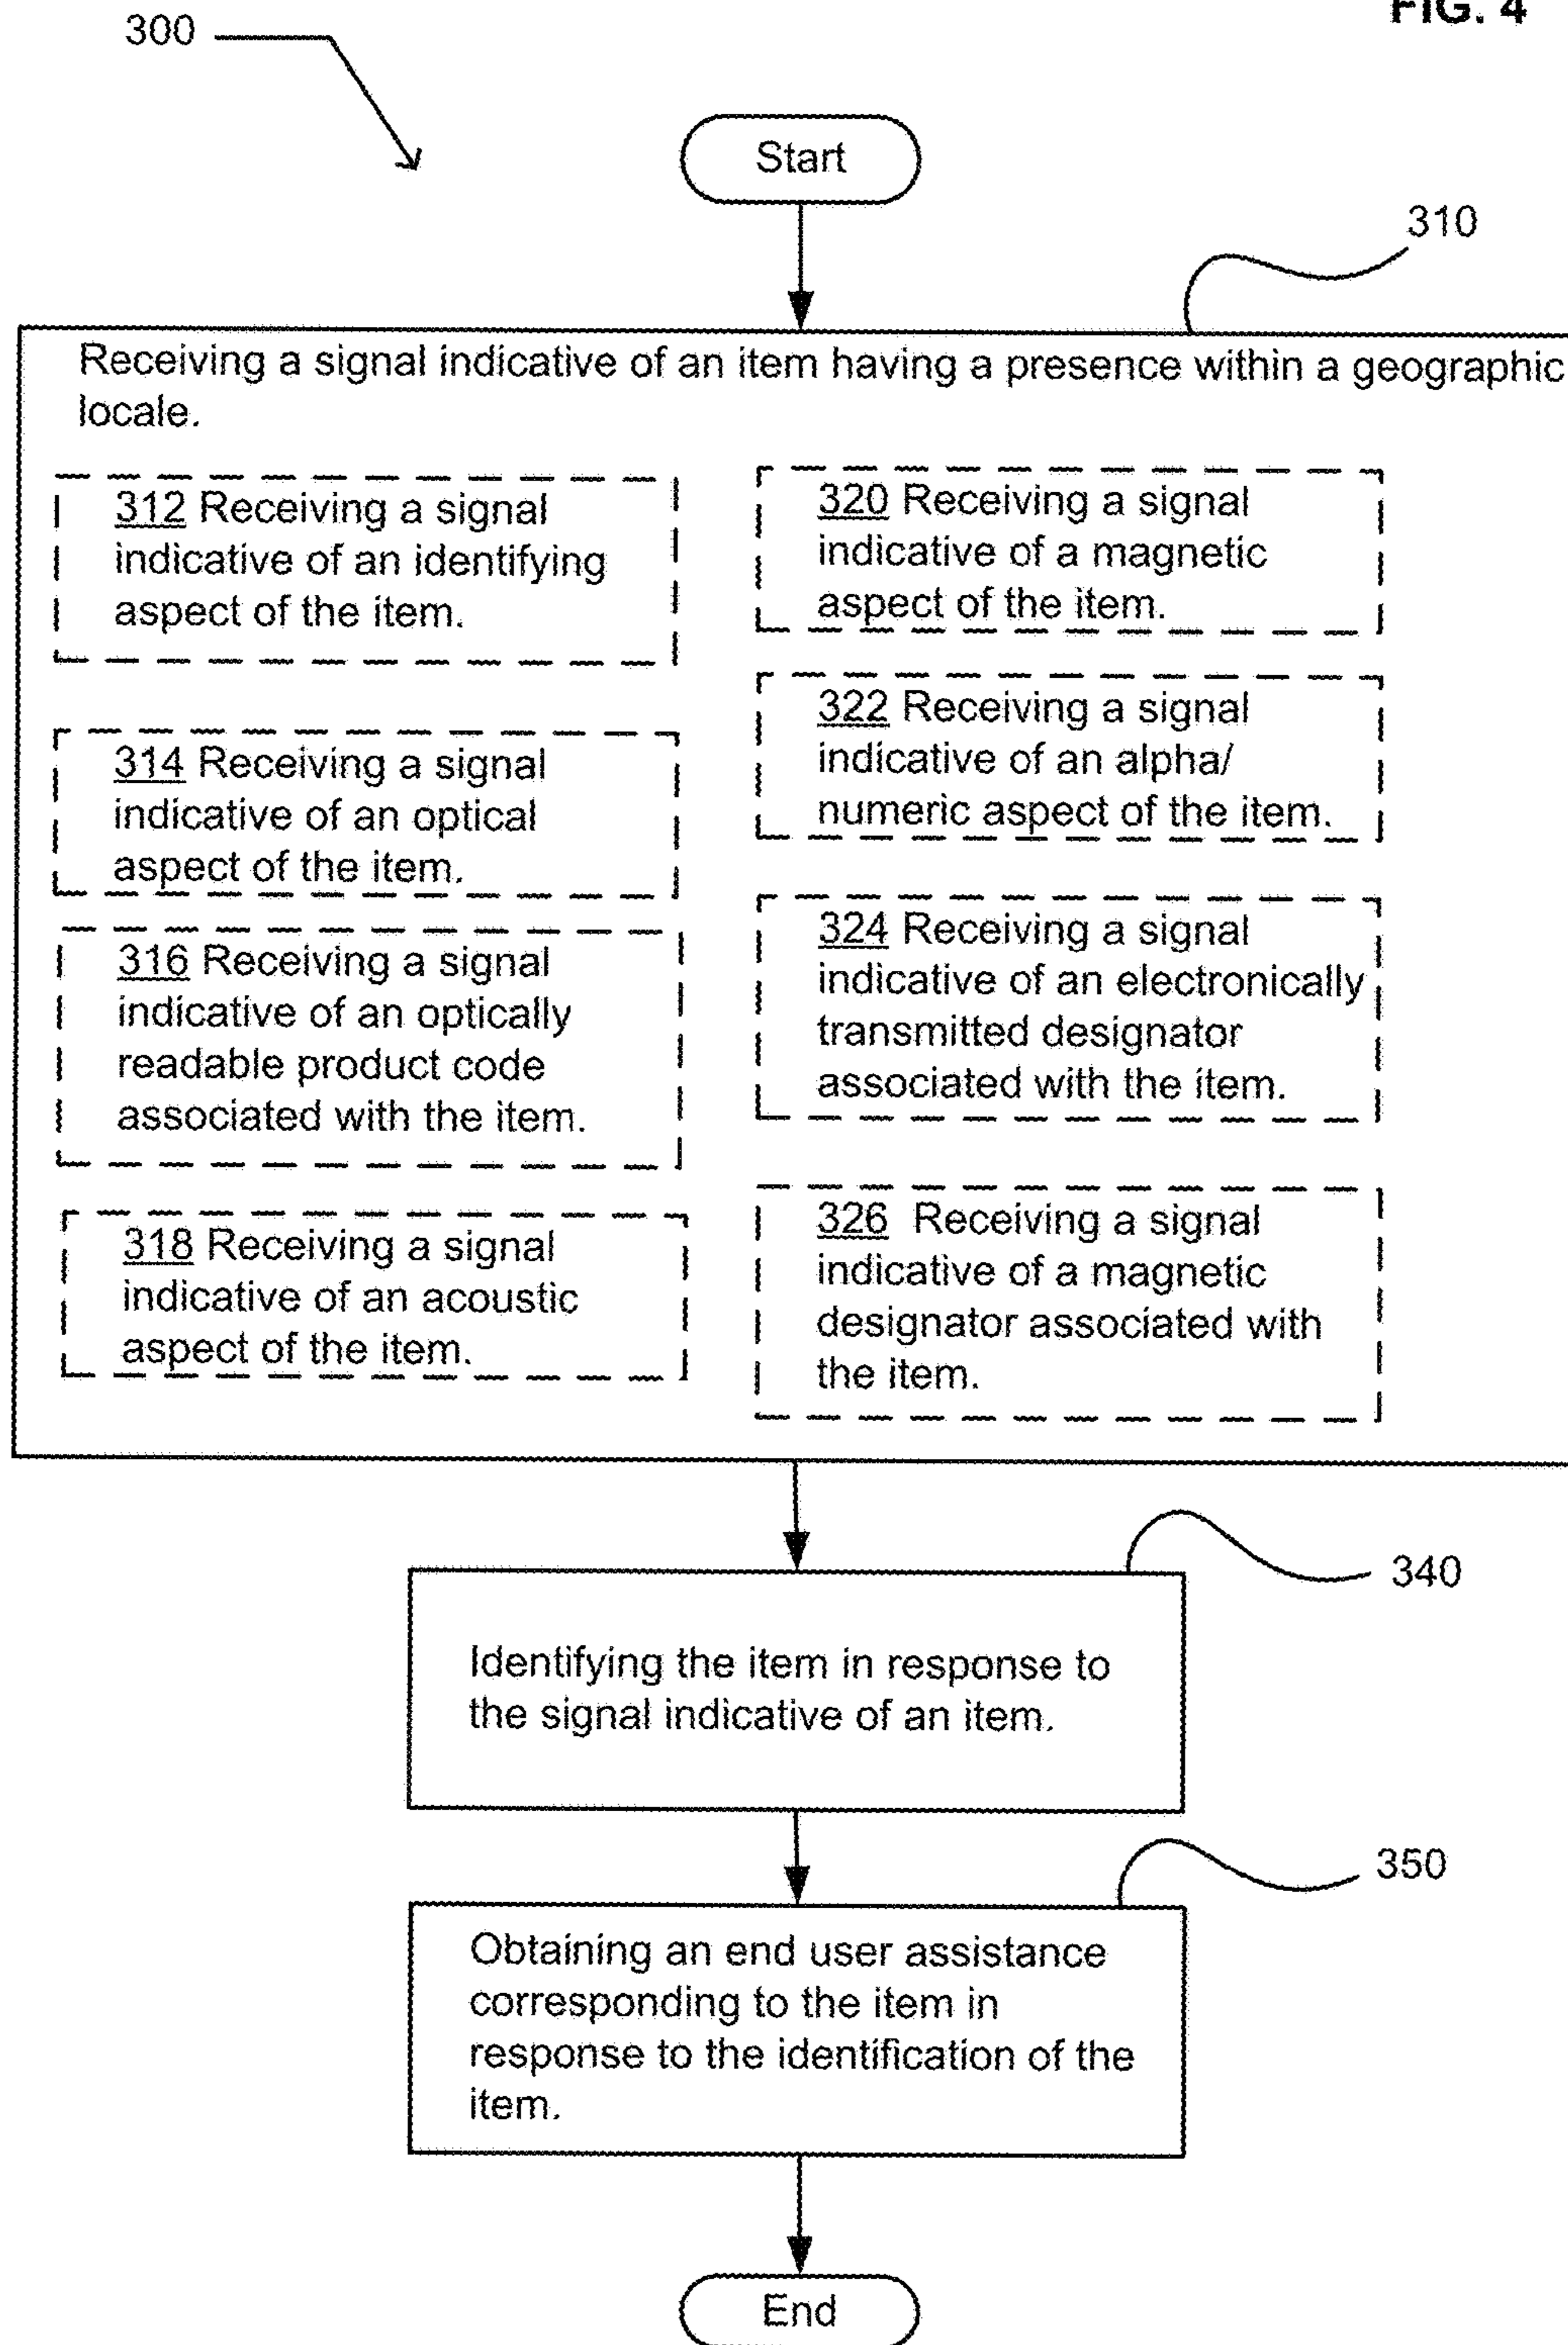 FIG. 4
300
Start
310
Receiving a signal indicative of an item having a presence within a geographic
locale.
312 Receiving a signal
indicative of an identifying
aspect of the item.
314 Receiving a signal
indicative of an optical
aspect of the item.
316 Receiving a signal
indicative of an optically
readable product code
associated with the item.
318 Receiving a signal
indicative of an acoustic
aspect of the item.
320 Receiving a signal
indicative of a magnetic
aspect of the item.
322 Receiving a signal
indicative of an alpha/
numeric aspect of the item.
324 Receiving a signal
indicative of an electronically
transmitted designator
associated with the item.
326 Receiving a signal
indicative of a magnetic
designator associated with
the item.
340
Identifying the item in response to
the signal indicative of an item.
350
Obtaining an end user assistance
corresponding to the item in
response to the identification of the
item.
End